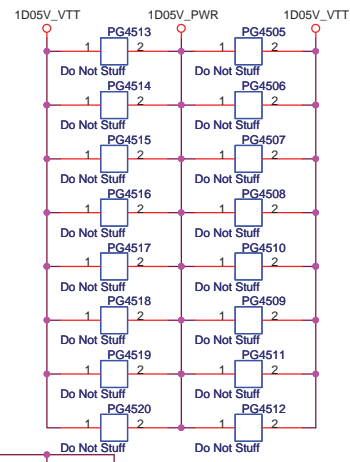 1D05V_VTT 1D05V_PWR 1D05V_VTT
PG4513 PG4505
1 2 1 2
Do Not Stuff Do Not Stuff
PG4514 PG4506
1 2 1 2
Do Not Stuff Do Not Stuff
PG4515 PG4507
1 2 1 2
Do Not Stuff Do Not Stuff
PG4516 PG4508
1 2 1 2
Do Not Stuff Do Not Stuff
PG4517 PG4510
1 2 1 2
Do Not Stuff Do Not Stuff
PG4518 PG4509
1 2 1 2
Do Not Stuff Do Not Stuff
PG4519 PG4511
1 2 1 2
Do Not Stuff Do Not Stuff
PG4520 PG4512
1 2 1 2
Do Not Stuff Do Not Stuff